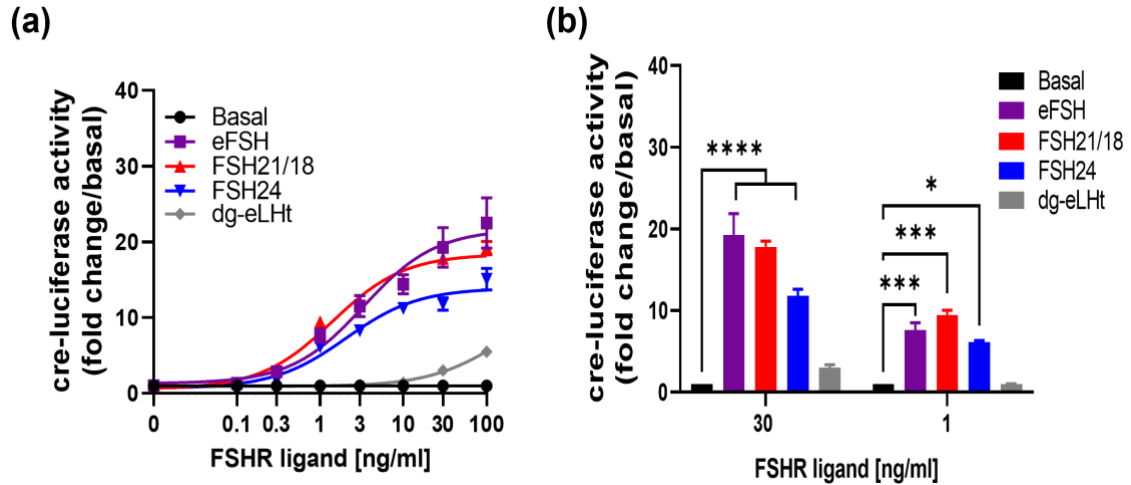 (a)
cre-luciferase activity
(fold change/basal)
40
30
20
10
0
Basal
eFSH
FSH21/18
FSH24
dg-eLHt
0 0.1 0.3 1 3 10 30 100
FSHR ligand [ng/ml]
(b)
cre-luciferase activity
(fold change/basal)
40
30
20
10
0
****
*
***
***
Basal
eFSH
FSH21/18
FSH24
dg-eLHt
30 1
FSHR ligand [ng/ml]